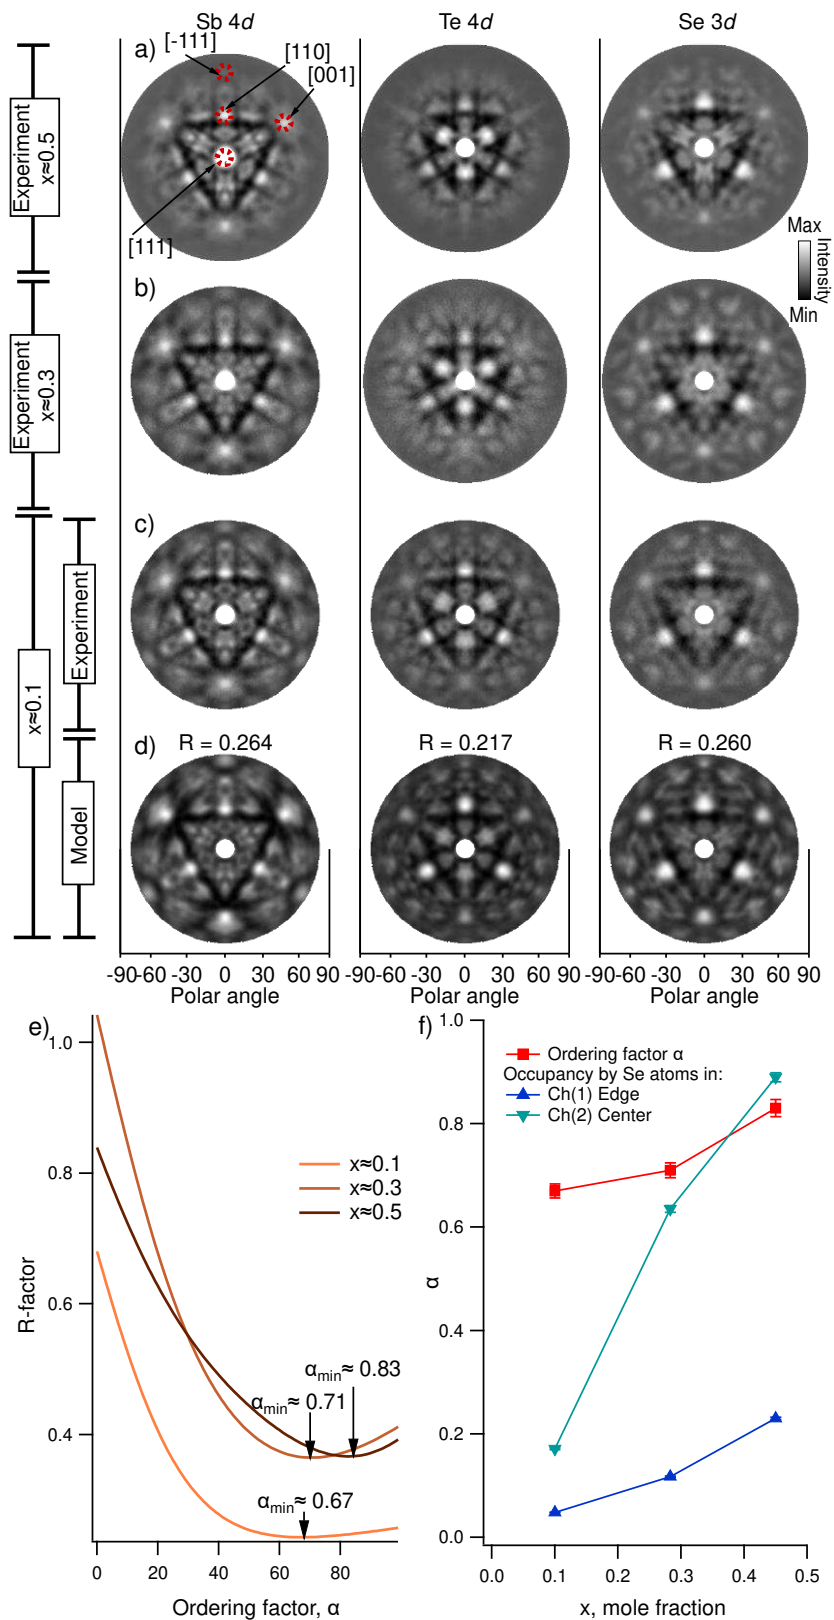 Sb 4d Te 4d Se 3d
a) [-111] [110] [001] [111]
Experiment x≈0.5
Max
Intensity
Min
b)
Experiment x≈0.3
c)
Experiment
x≈0.1
d) R = 0.264 R = 0.217 R = 0.260
Model
-90 -60 -30 0 30 60 90 -90 -60 -30 0 30 60 90 -90 -60 -30 0 30 60 90
Polar angle Polar angle Polar angle
e)
1.0
0.8
0.6
0.4
R-factor
x≈0.1
x≈0.3
x≈0.5
αmin≈ 0.83
αmin≈ 0.71
αmin≈ 0.67
0 20 40 60 80
Ordering factor, α
f)
1.0
0.8
0.6
0.4
0.2
0.0
α
Ordering factor α
Occupancy by Se atoms in:
Ch(1) Edge
Ch(2) Center
0.0 0.1 0.2 0.3 0.4 0.5
x, mole fraction